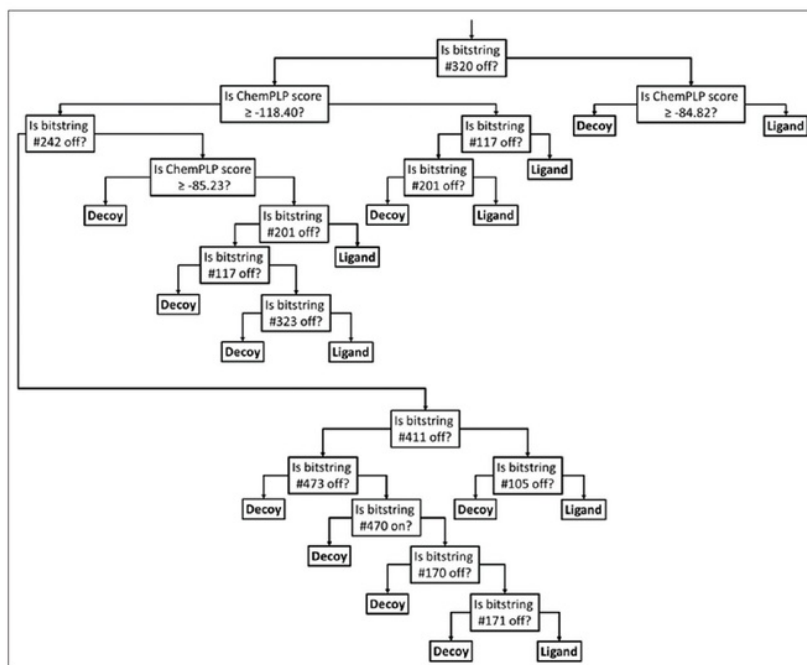 Is bitstring
#320 off?
Is ChemPLP score
≥ -118.40?
Decoy
Is ChemPLP score
≥ -84.82?
Ligand
Is bitstring
#242 off?
Is bitstring
#117 off?
Is ChemPLP score
≥ -85.23?
Is bitstring
#201 off?
Ligand
Decoy
Decoy
Ligand
Is bitstring
#201 off?
Is bitstring
#117 off?
Ligand
Decoy
Is bitstring
#323 off?
Decoy
Ligand
Is bitstring
#411 off?
Is bitstring
#473 off?
Is bitstring
#105 off?
Decoy
Is bitstring
#470 on?
Decoy
Ligand
Decoy
Is bitstring
#170 off?
Decoy
Is bitstring
#171 off?
Decoy
Ligand